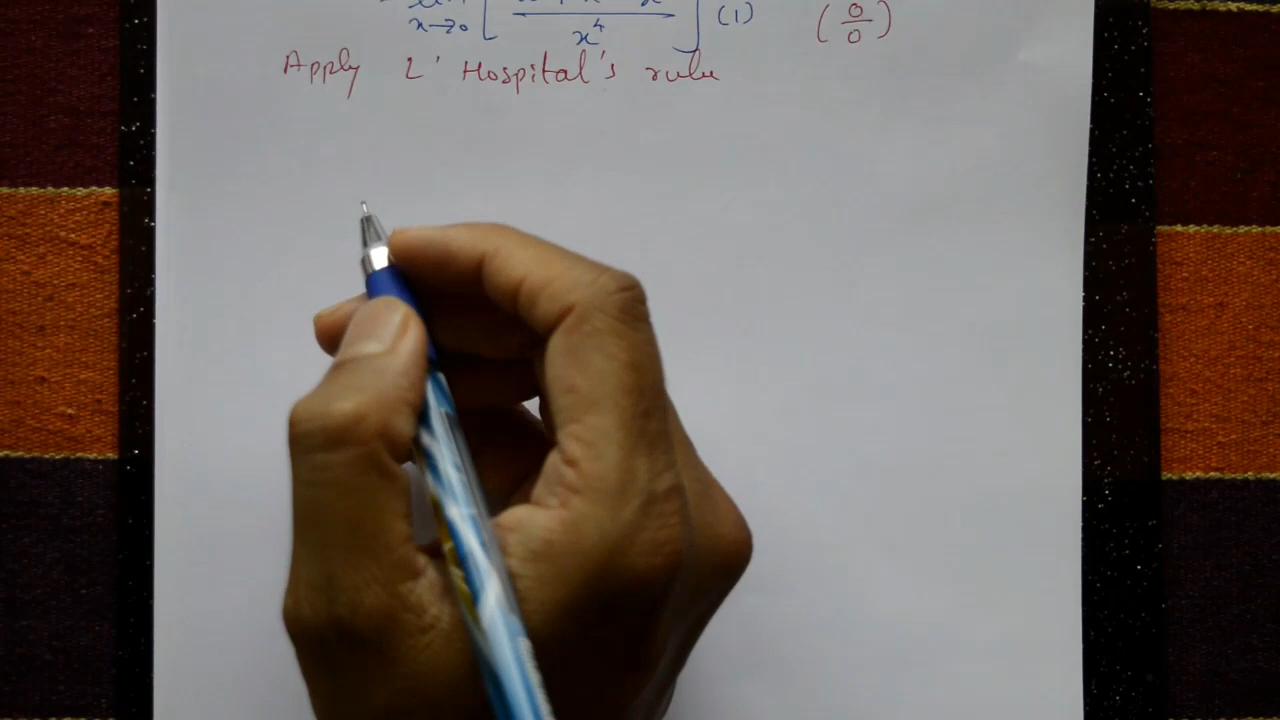 x→0 [ x⁴ ] (1) (0/0)
Apply L' Hospital's rule